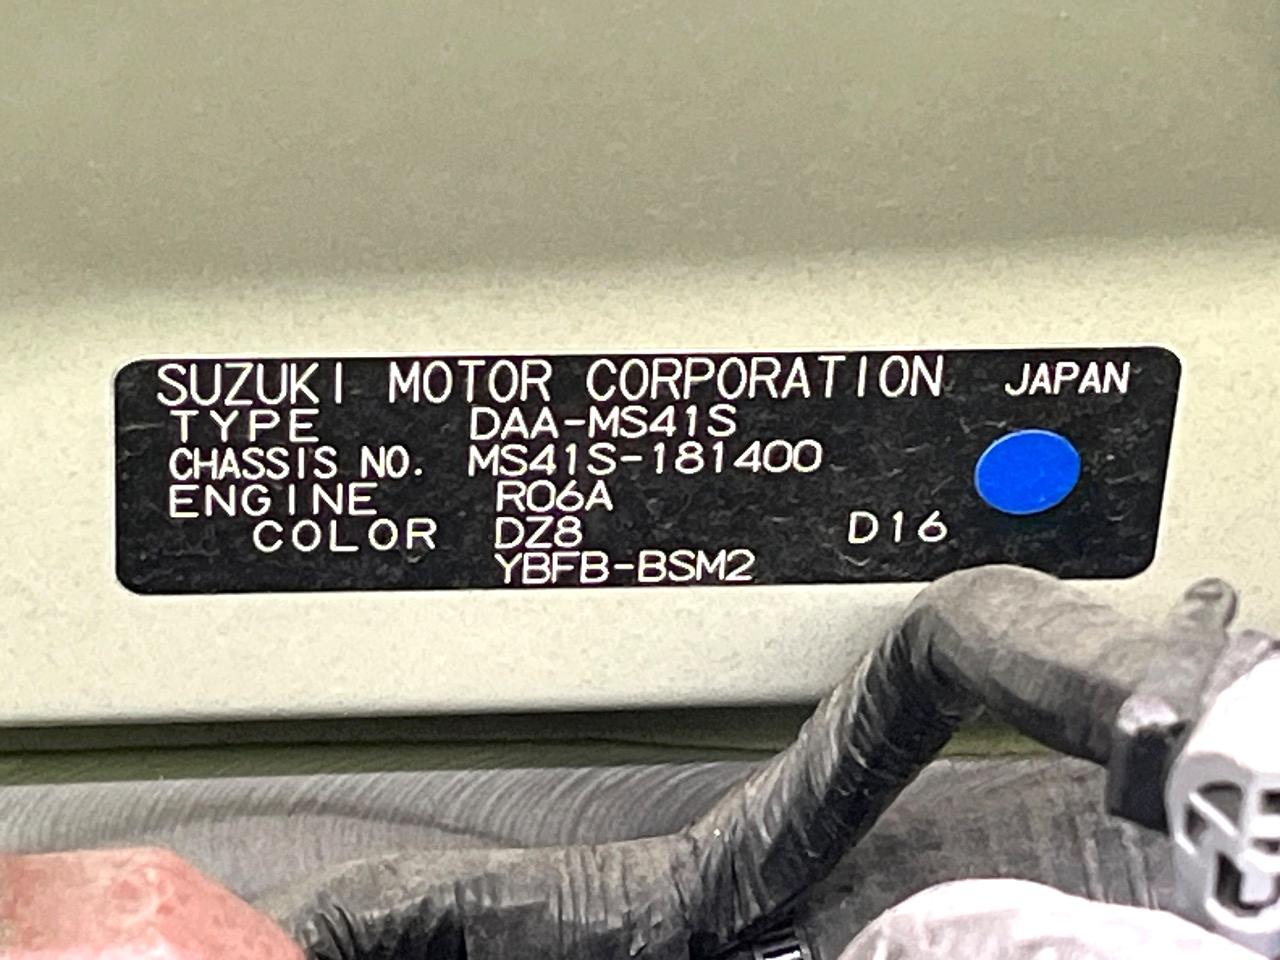 SUZUKI MOTOR CORPORATION JAPAN
TYPE DAA-MS41S
CHASSIS NO. MS41S-181400
ENGINE R06A
COLOR DZ8 D16
YBFB-BSM2